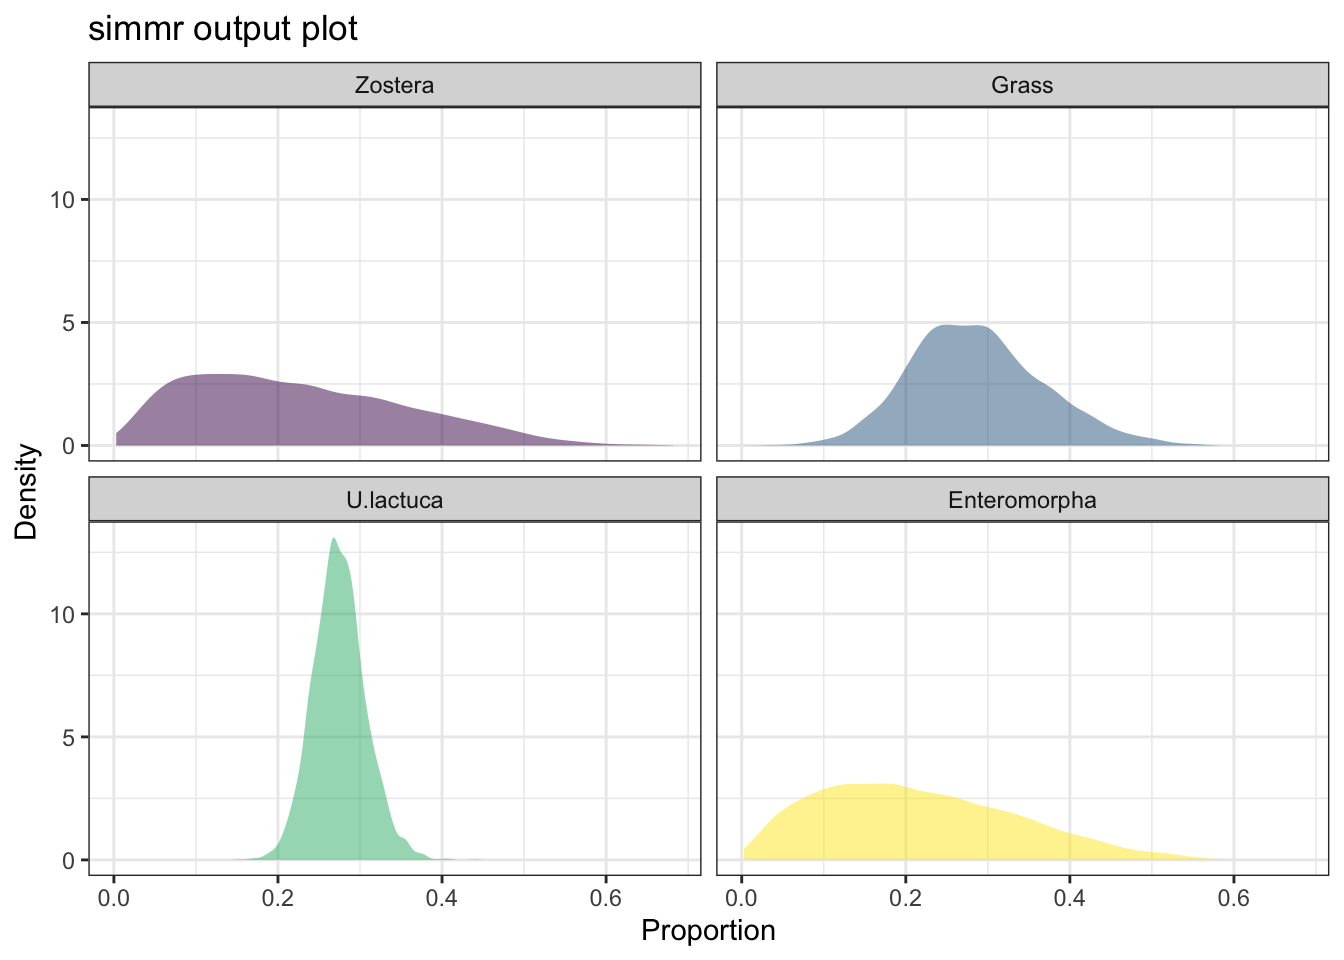 simmr output plot
Zostera
Grass
10
5
0
U.lactuca
Enteromorpha
10
5
0
0.0 0.2 0.4 0.6 0.0 0.2 0.4 0.6
Proportion
Density